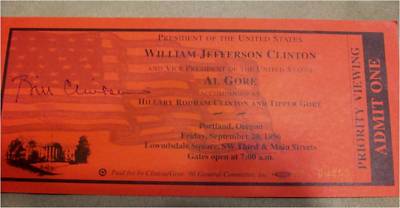 PRESIDENT OF THE UNITED STATES
WILLIAM JEFFERSON CLINTON
AND VICE PRESIDENT OF THE UNITED STATES
AL GORE
ACCOMPANIED BY
HILLARY RODHAM CLINTON AND TIPPER GORE
Bill Clinton
Portland, Oregon
Friday, September 20, 1996
Lownsdale Square, SW Third & Main Streets
Gates open at 7:00 a.m.
Paid for by Clinton/Gore '96 General Committee, Inc.
PRIORITY VIEWING
ADMIT ONE